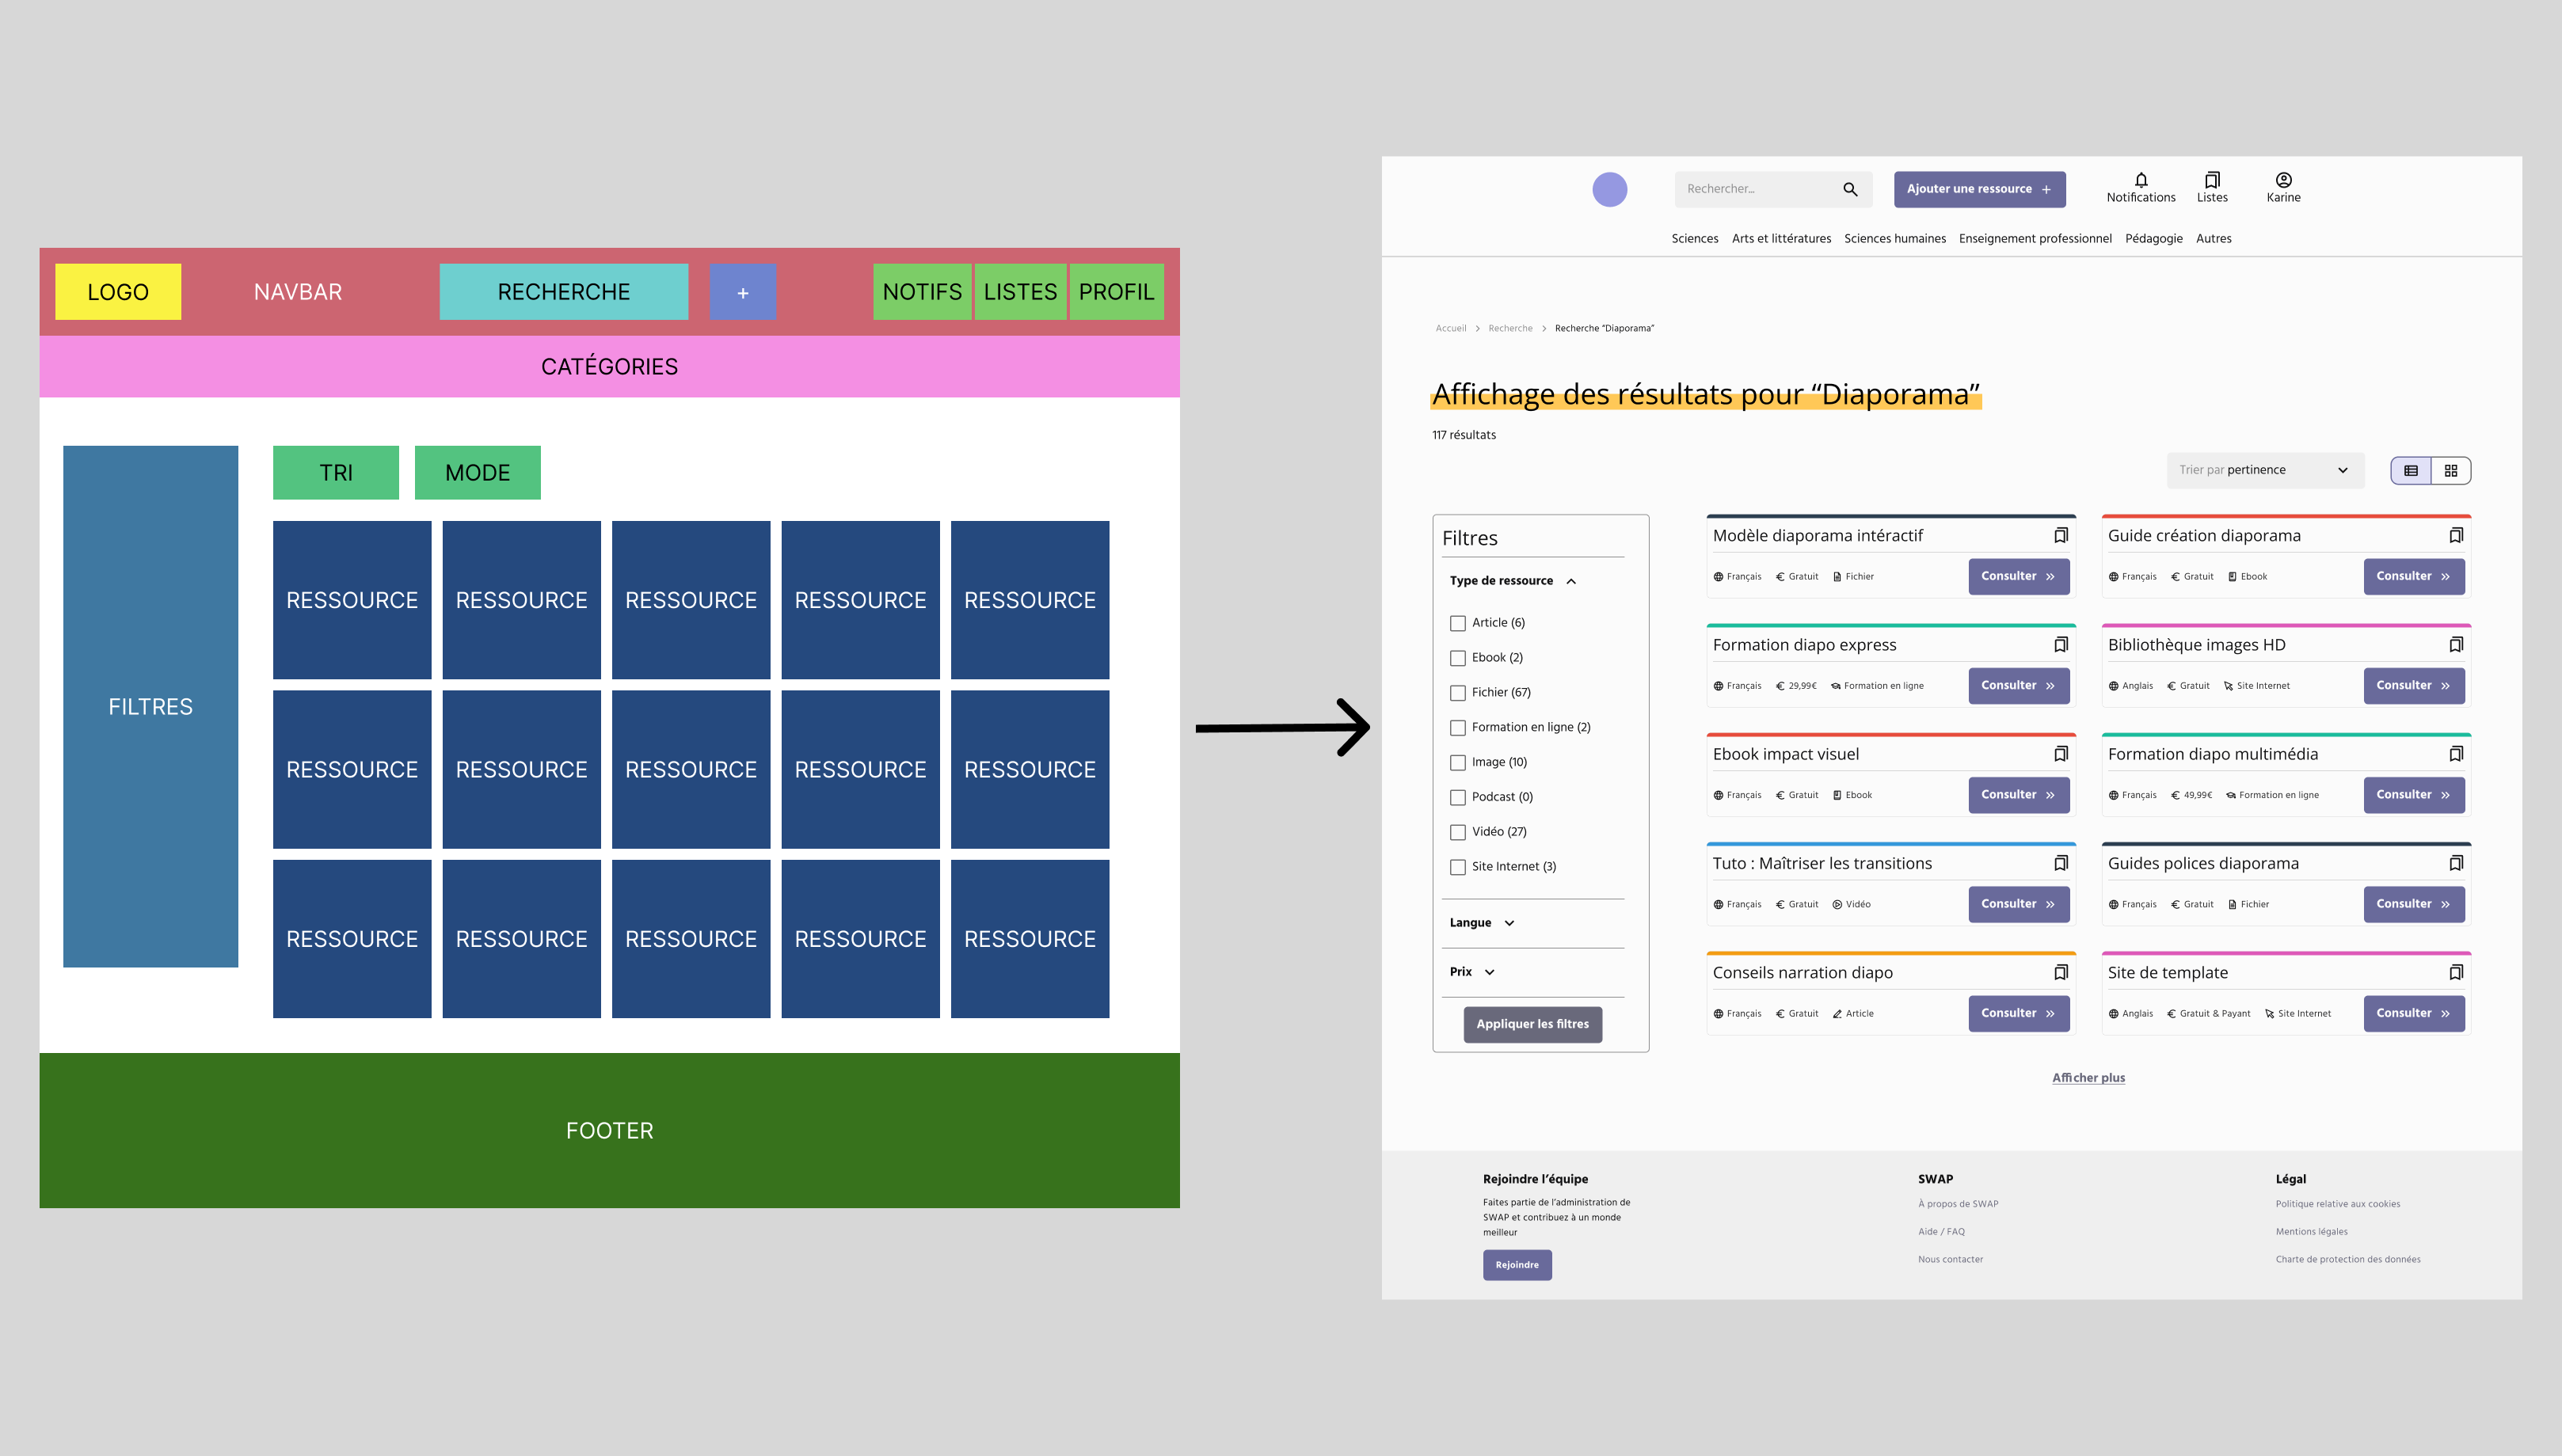 LOGO NAVBAR RECHERCHE + NOTIFS LISTES PROFIL
CATÉGORIES
FILTRES
TRI MODE
RESSOURCE RESSOURCE RESSOURCE RESSOURCE RESSOURCE
RESSOURCE RESSOURCE RESSOURCE RESSOURCE RESSOURCE
RESSOURCE RESSOURCE RESSOURCE RESSOURCE RESSOURCE
FOOTER
Rechercher... Ajouter une ressource + Notifications Listes Karine
Sciences Arts et littératures Sciences humaines Enseignement professionnel Pédagogie Autres
Accueil > Recherche > Recherche “Diaporama”
Affichage des résultats pour “Diaporama”
117 résultats
Trier par pertinence
Filtres
Type de ressource
Article (6)
Ebook (2)
Fichier (67)
Formation en ligne (2)
Image (10)
Podcast (0)
Vidéo (27)
Site Internet (3)
Langue
Prix
Appliquer les filtres
Modèle diaporama intéractif
Français € Gratuit Fichier Consulter »
Guide création diaporama
Français € Gratuit Ebook Consulter »
Formation diapo express
Français € 29,99€ Formation en ligne Consulter »
Bibliothèque images HD
Anglais € Gratuit Site Internet Consulter »
Ebook impact visuel
Français € Gratuit Ebook Consulter »
Formation diapo multimédia
Français € 49,99€ Formation en ligne Consulter »
Tuto : Maîtriser les transitions
Français € Gratuit Vidéo Consulter »
Guides polices diaporama
Français € Gratuit Fichier Consulter »
Conseils narration diapo
Français € Gratuit Article Consulter »
Site de template
Anglais € Gratuit & Payant Site Internet Consulter »
Afficher plus
Rejoindre l’équipe
Faites partie de l’administration de
SWAP et contribuez à un monde
meilleur
Rejoindre
SWAP
À propos de SWAP
Aide / FAQ
Nous contacter
Légal
Politique relative aux cookies
Mentions légales
Charte de protection des données